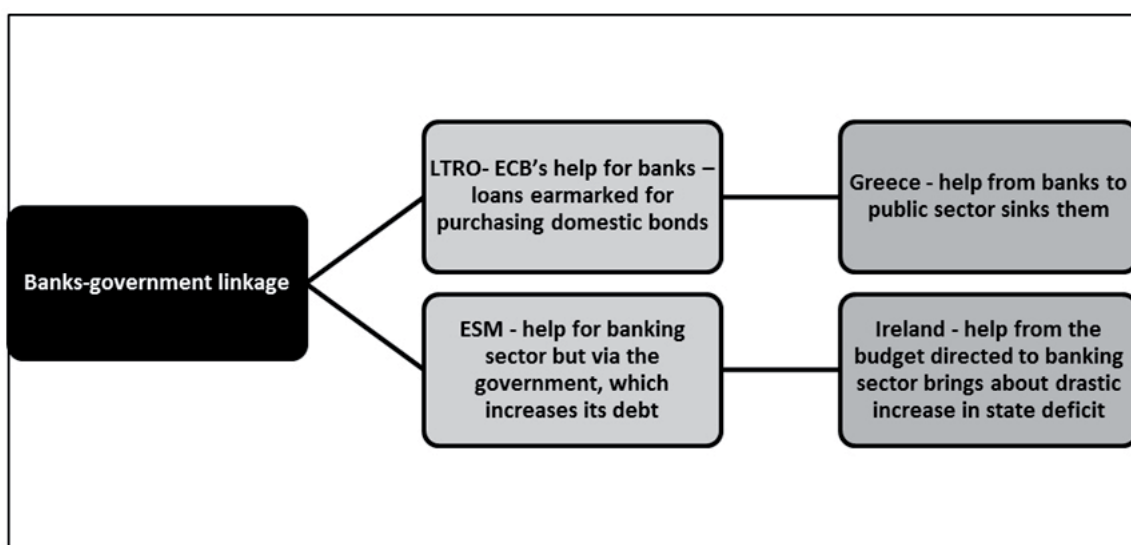 Banks-government linkage
LTRO- ECB's help for banks –
loans earmarked for
purchasing domestic bonds
Greece - help from banks to
public sector sinks them
ESM - help for banking
sector but via the
government, which
increases its debt
Ireland - help from the
budget directed to banking
sector brings about drastic
increase in state deficit